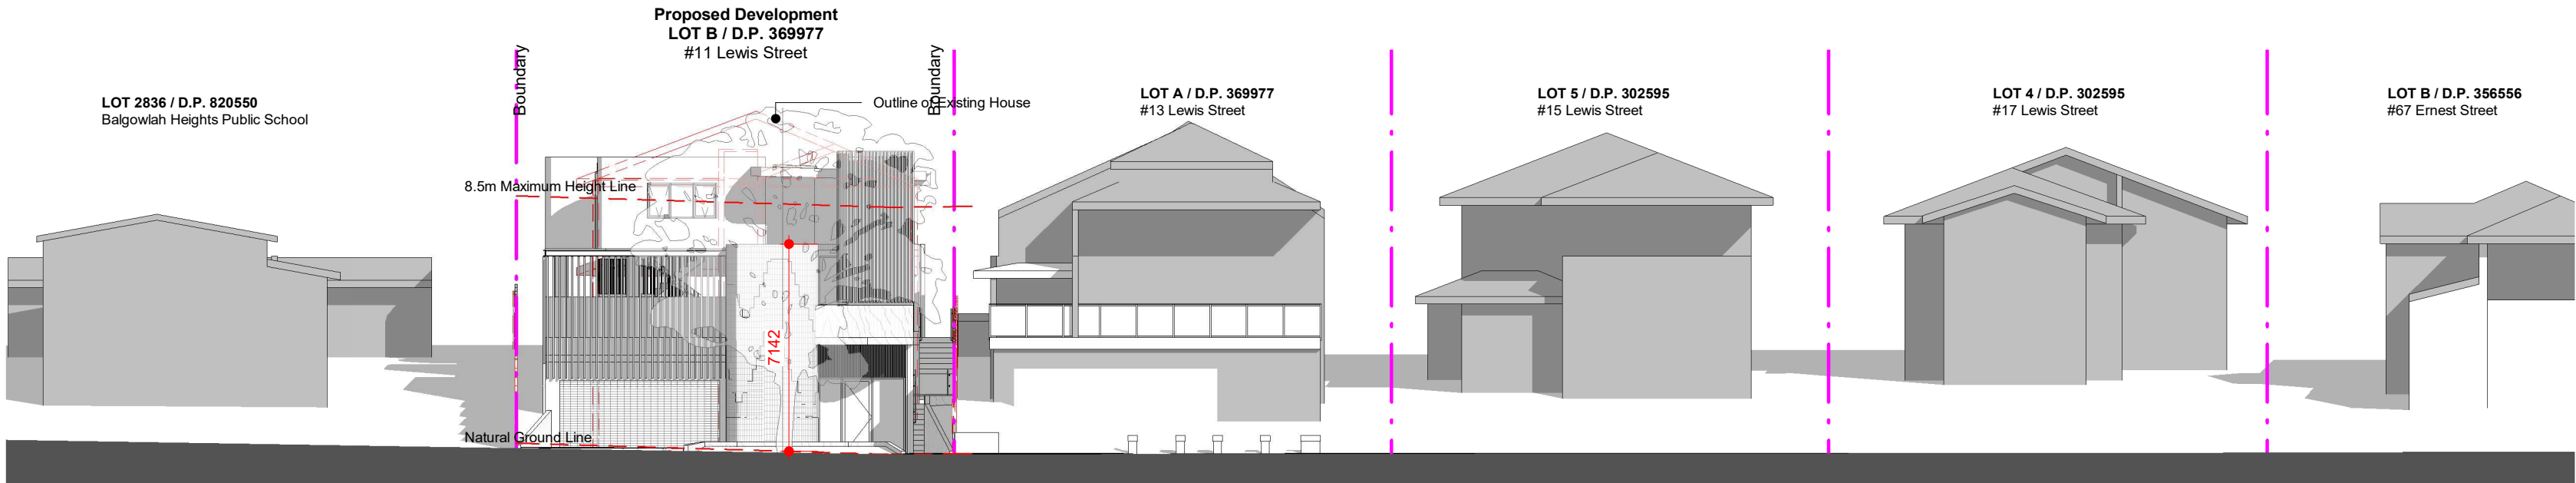 Proposed Development
LOT B / D.P. 369977
#11 Lewis Street
Boundary
Boundary
LOT 2836 / D.P. 820550
Balgowlah Heights Public School
Outline of Existing House
LOT A / D.P. 369977
#13 Lewis Street
LOT 5 / D.P. 302595
#15 Lewis Street
LOT 4 / D.P. 302595
#17 Lewis Street
LOT B / D.P. 356556
#67 Ernest Street
8.5m Maximum Height Line
7142
Natural Ground Line